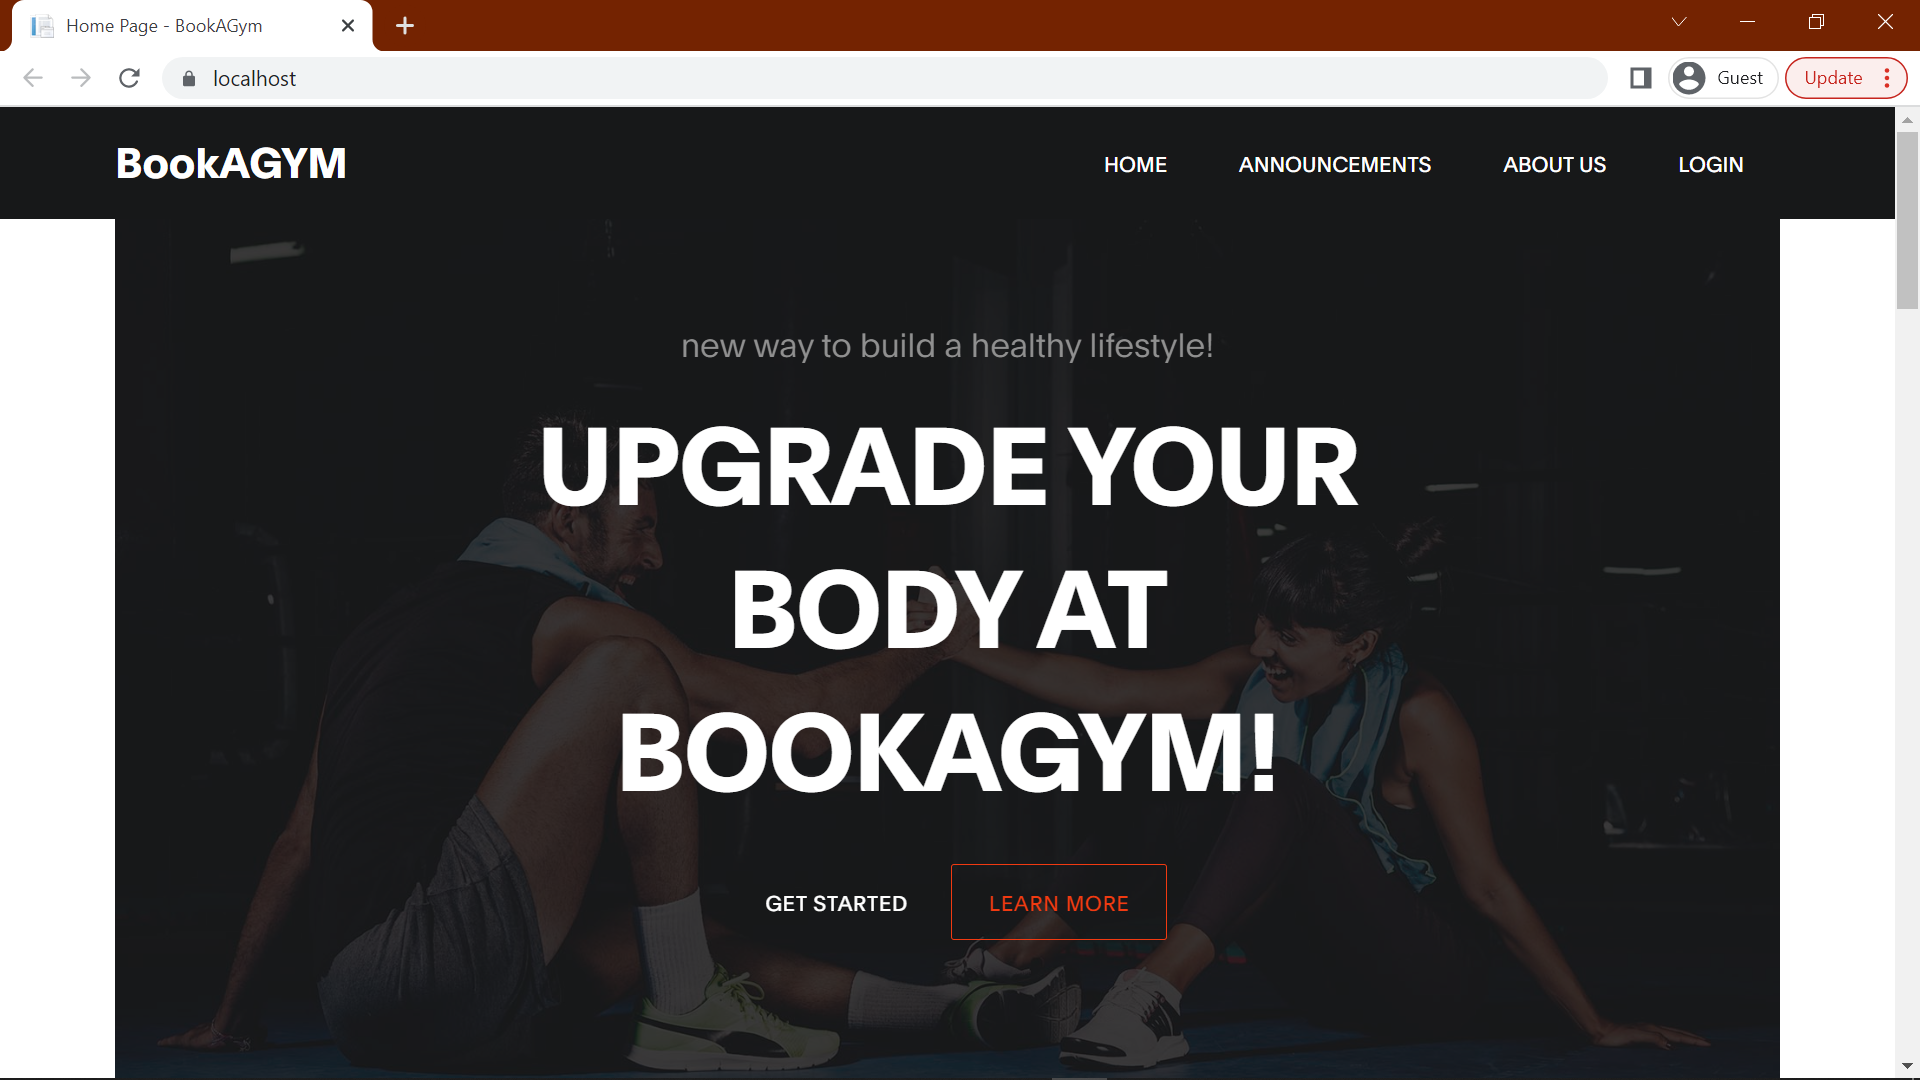 Home Page - BookAGym
localhost
Guest
Update
BookAGYM
HOME
ANNOUNCEMENTS
ABOUT US
LOGIN
new way to build a healthy lifestyle!
UPGRADE YOUR
BODY AT
BOOKAGYM!
GET STARTED
LEARN MORE